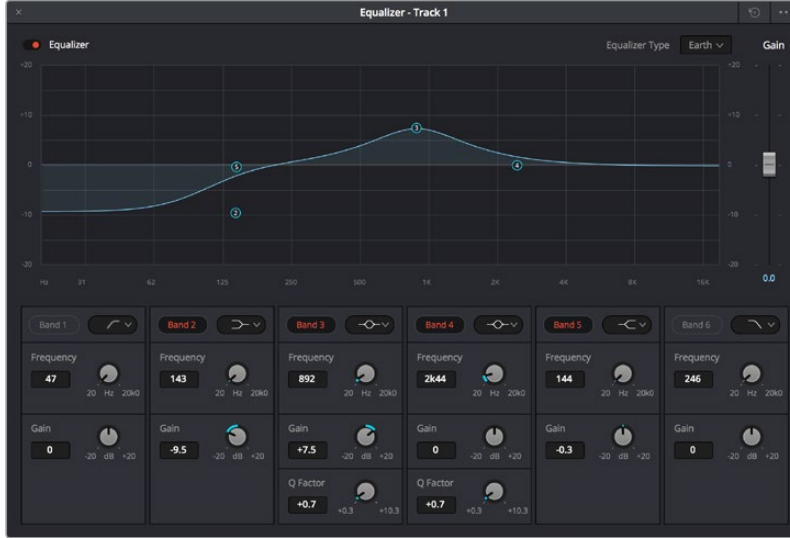 Equalizer - Track 1
Equalizer
Equalizer Type Earth Gain
+20 -20
+10 -10
0 0
-10 -10
-20 -20
5 3 4
2
Hz 31 62 125 250 500 1K 2K 4K 8K 16K
0.0
Band 1 Band 2 Band 3 Band 4 Band 5 Band 6
Frequency Frequency Frequency Frequency Frequency Frequency
47 143 892 2k44 144 246
20 Hz 20k0 20 Hz 20k0 20 Hz 20k0 20 Hz 20k0 20 Hz 20k0 20 Hz 20k0
Gain Gain Gain Gain Gain Gain
0 -9.5 +7.5 0 -0.3 0
-20 dB +20 -20 dB +20 -20 dB +20 -20 dB +20 -20 dB +20 -20 dB +20
Q Factor Q Factor
+0.7 +0.7
+0.3 +10.3 +0.3 +10.3